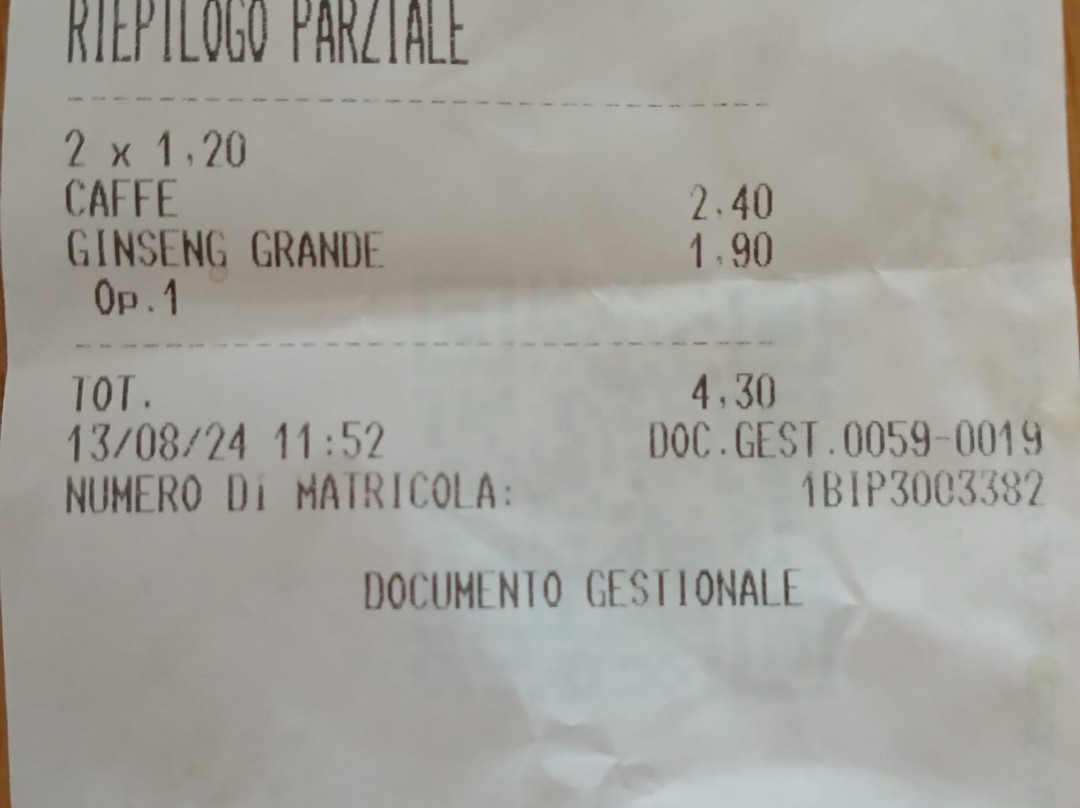 RIEPILOGO PARZIALE
2 x 1,20
CAFFE 2.40
GINSENG GRANDE 1,90
Op.1
TOT. 4,30
13/08/24 11:52 DOC.GEST.0059-0019
NUMERO Di MATRICOLA: 1BIP3003382
DOCUMENTO GESTIONALE